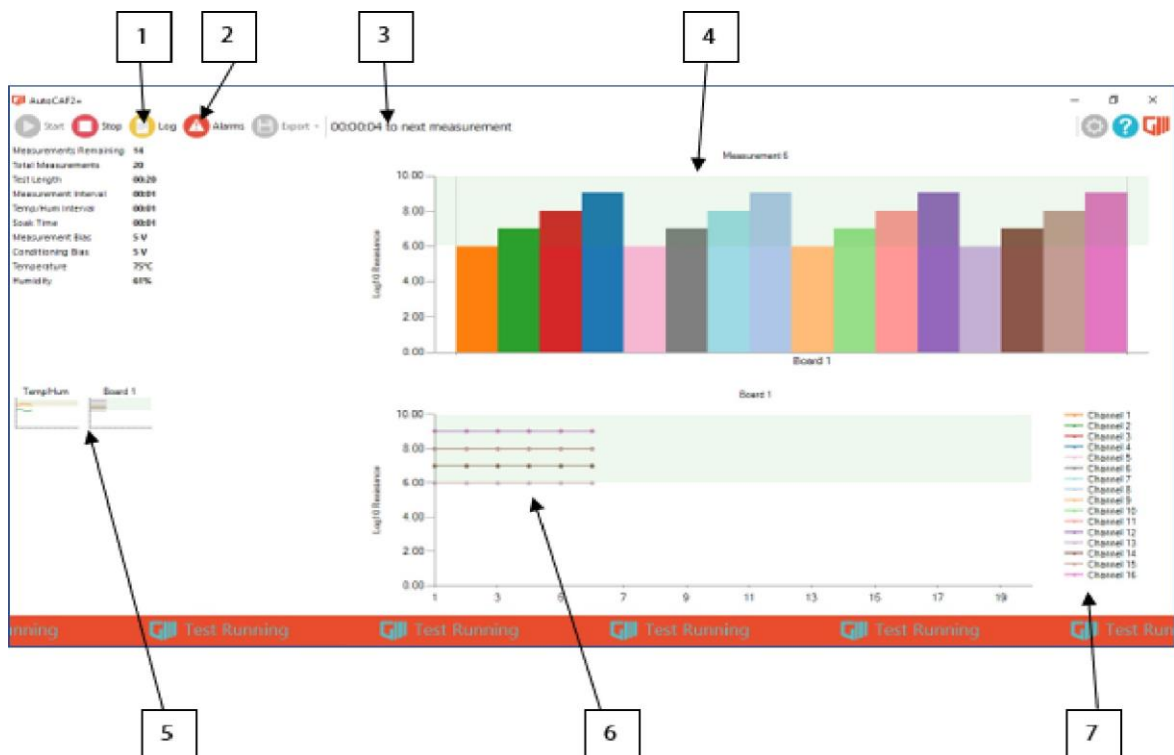 1
2
3
4
AutoCAF2+
Start Stop Log Alarms Export 00:00:04 to next measurement
Measurements Remaining 14
Total Measurements 20
Test Length 00:20
Measurement Interval 00:01
Temp/Hum Interval 00:01
Soak Time 00:01
Measurement Bias 5 V
Conditioning Bias 5 V
Temperature 75°C
Humidity 61%
Measurement 6
10.00
8.00
6.00
4.00
2.00
0.00
Log10 Resistance
Board 1
Temp/Hum Board 1
Board 1
10.00
8.00
6.00
4.00
2.00
0.00
Log10 Resistance
1 3 5 7 9 11 13 15 17 19
Channel 1
Channel 2
Channel 3
Channel 4
Channel 5
Channel 6
Channel 7
Channel 8
Channel 9
Channel 10
Channel 11
Channel 12
Channel 13
Channel 14
Channel 15
Channel 16
unning Test Running Test Running Test Running Test Running Test Run
5
6
7